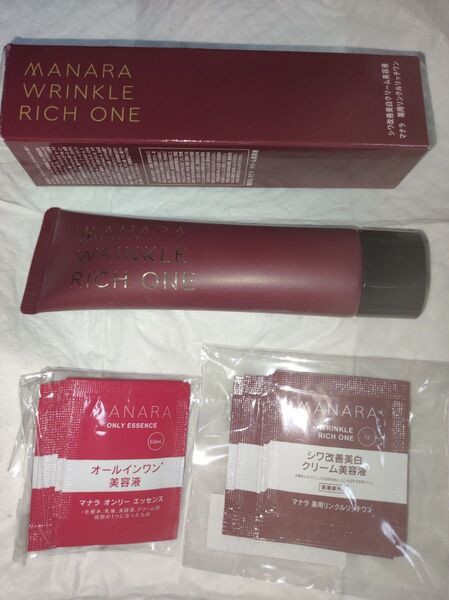 MANARA
WRINKLE
RICH ONE
シワ改善美白クリーム美容液
マナラ 薬用リンクルリッチワン
MANARA
WRINKLE
RICH ONE
MANARA
ONLY ESSENCE
0.8mL
オールインワン*
美容液
マナラ オンリー エッセンス
*化粧水、乳液、美容液、クリームの
役割が1つになったもの
MANARA
WRINKLE
RICH ONE
1g
シワ改善美白
クリーム美容液
医薬部外品
マナラ 薬用リンクルリッチワン